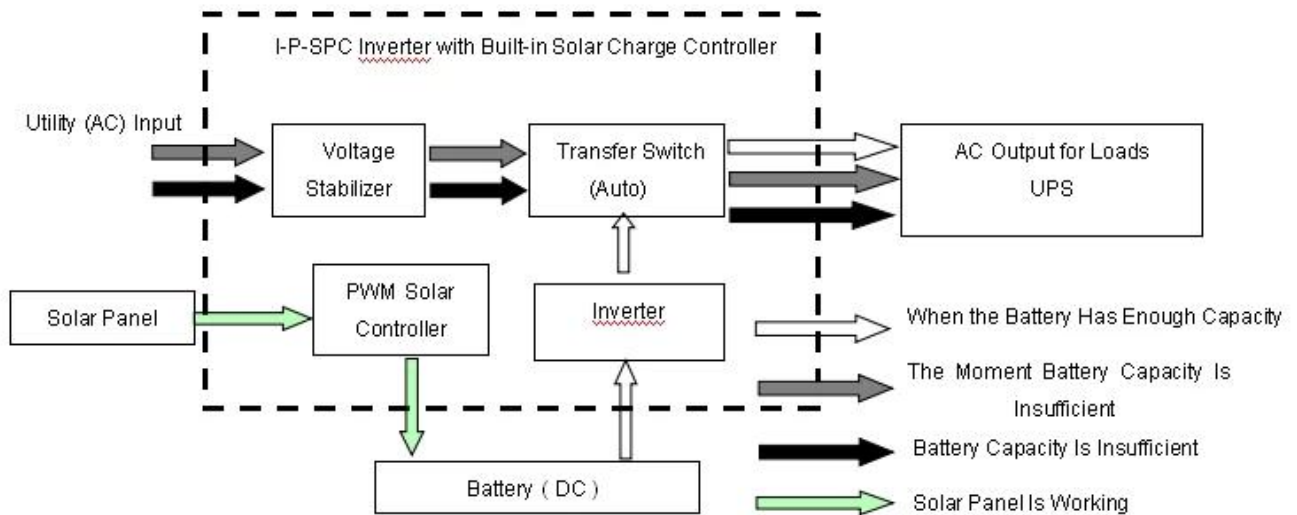 I-P-SPC Inverter with Built-in Solar Charge Controller
Utility (AC) Input
Voltage
Stabilizer
Transfer Switch
(Auto)
AC Output for Loads
UPS
Solar Panel
PWM Solar
Controller
Inverter
Battery ( DC )
When the Battery Has Enough Capacity
The Moment Battery Capacity Is
Insufficient
Battery Capacity Is Insufficient
Solar Panel Is Working